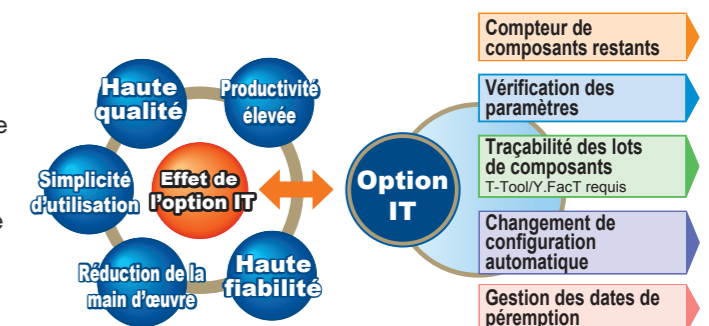 Haute
qualité
Productivité
élevée
Simplicité
d'utilisation
Effet de
l'option IT
Réduction de la
main d'œuvre
Haute
fiabilité
Option
IT
Compteur de
composants restants
Vérification des
paramètres
Traçabilité des lots
de composants
T-Tool/Y.FacT requis
Changement de
configuration
automatique
Gestion des dates de
péremption
e
e